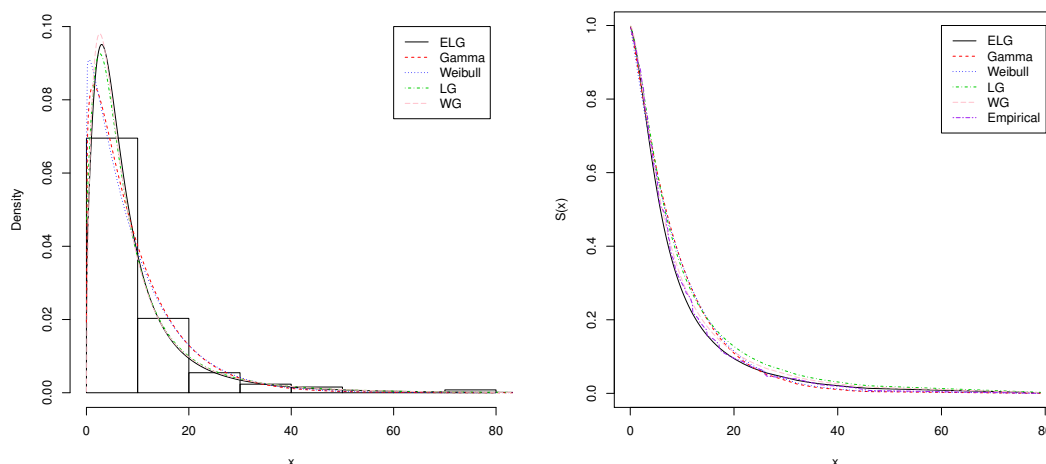 0.10
0.08
0.06
0.04
0.02
0.00
Density
0 20 40 60 80
x
ELG
Gamma
Weibull
LG
WG
1.0
0.8
0.6
0.4
0.2
0.0
S(x)
0 20 40 60 80
x
ELG
Gamma
Weibull
LG
WG
Empirical